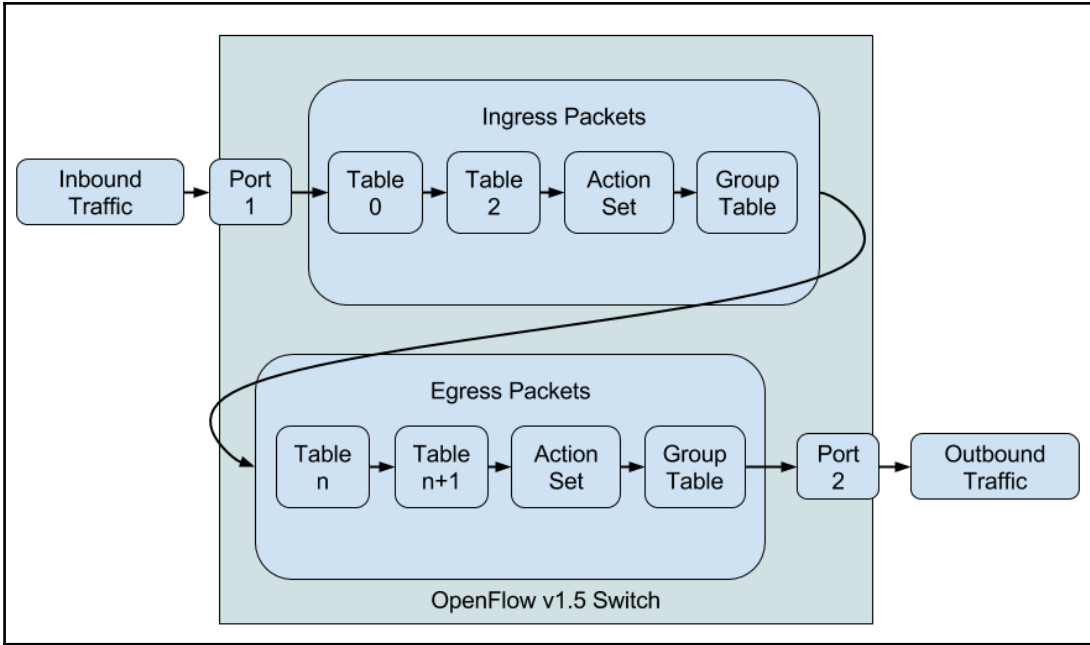 Ingress Packets
Inbound
Traffic
Port
1
Table
0
Table
2
Action
Set
Group
Table
Egress Packets
Table
n
Table
n+1
Action
Set
Group
Table
Port
2
Outbound
Traffic
OpenFlow v1.5 Switch